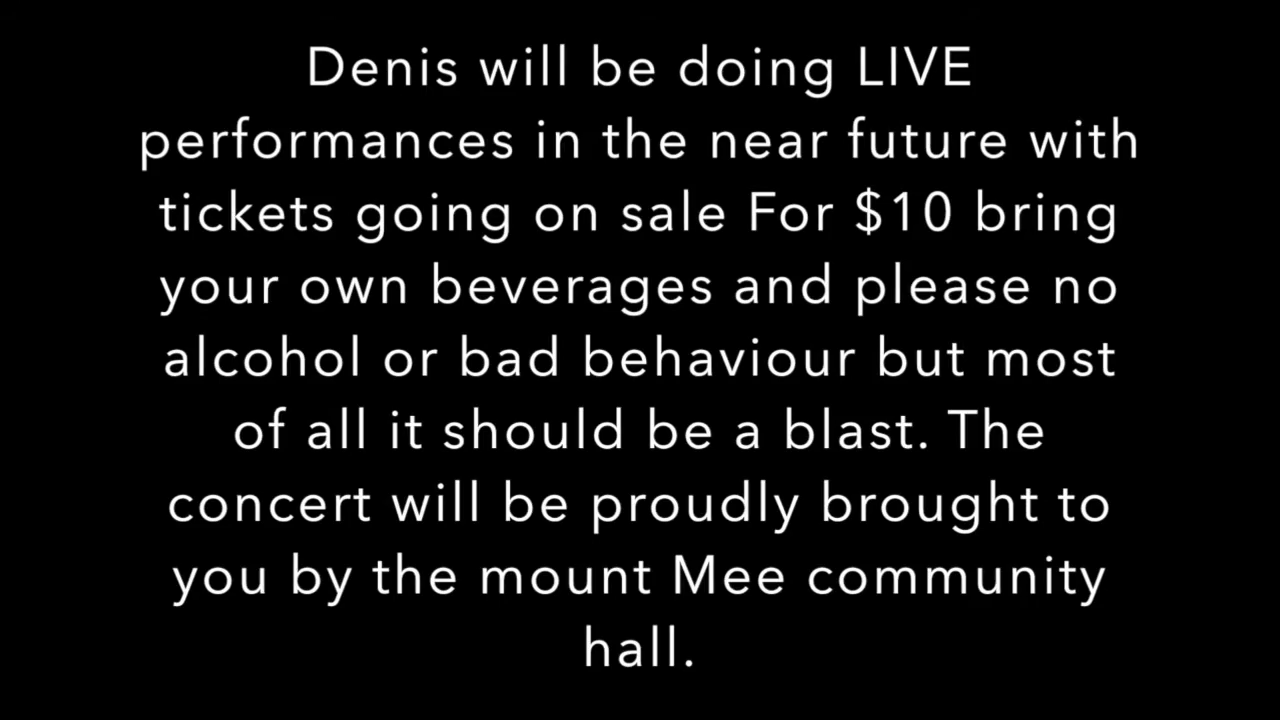 Denis will be doing LIVE
performances in the near future with
tickets going on sale For $10 bring
your own beverages and please no
alcohol or bad behaviour but most
of all it should be a blast. The
concert will be proudly brought to
you by the mount Mee community
hall.